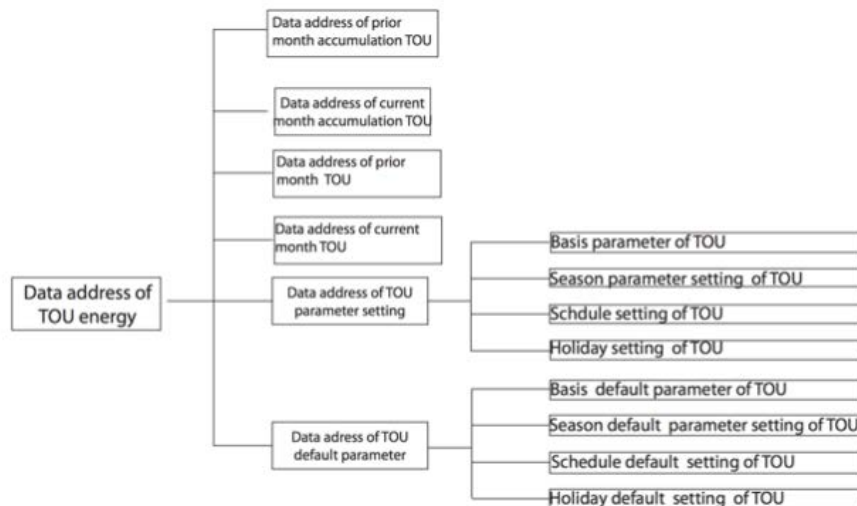 Data address of prior
month accumulation TOU
Data address of current
month accumulation TOU
Data address of prior
month TOU
Data address of current
month TOU
Data address of
TOU energy
Data address of TOU
parameter setting
Basis parameter of TOU
Season parameter setting of TOU
Schdule setting of TOU
Holiday setting of TOU
Data adress of TOU
default parameter
Basis default parameter of TOU
Season default parameter setting of TOU
Schedule default setting of TOU
Holiday default setting of TOU